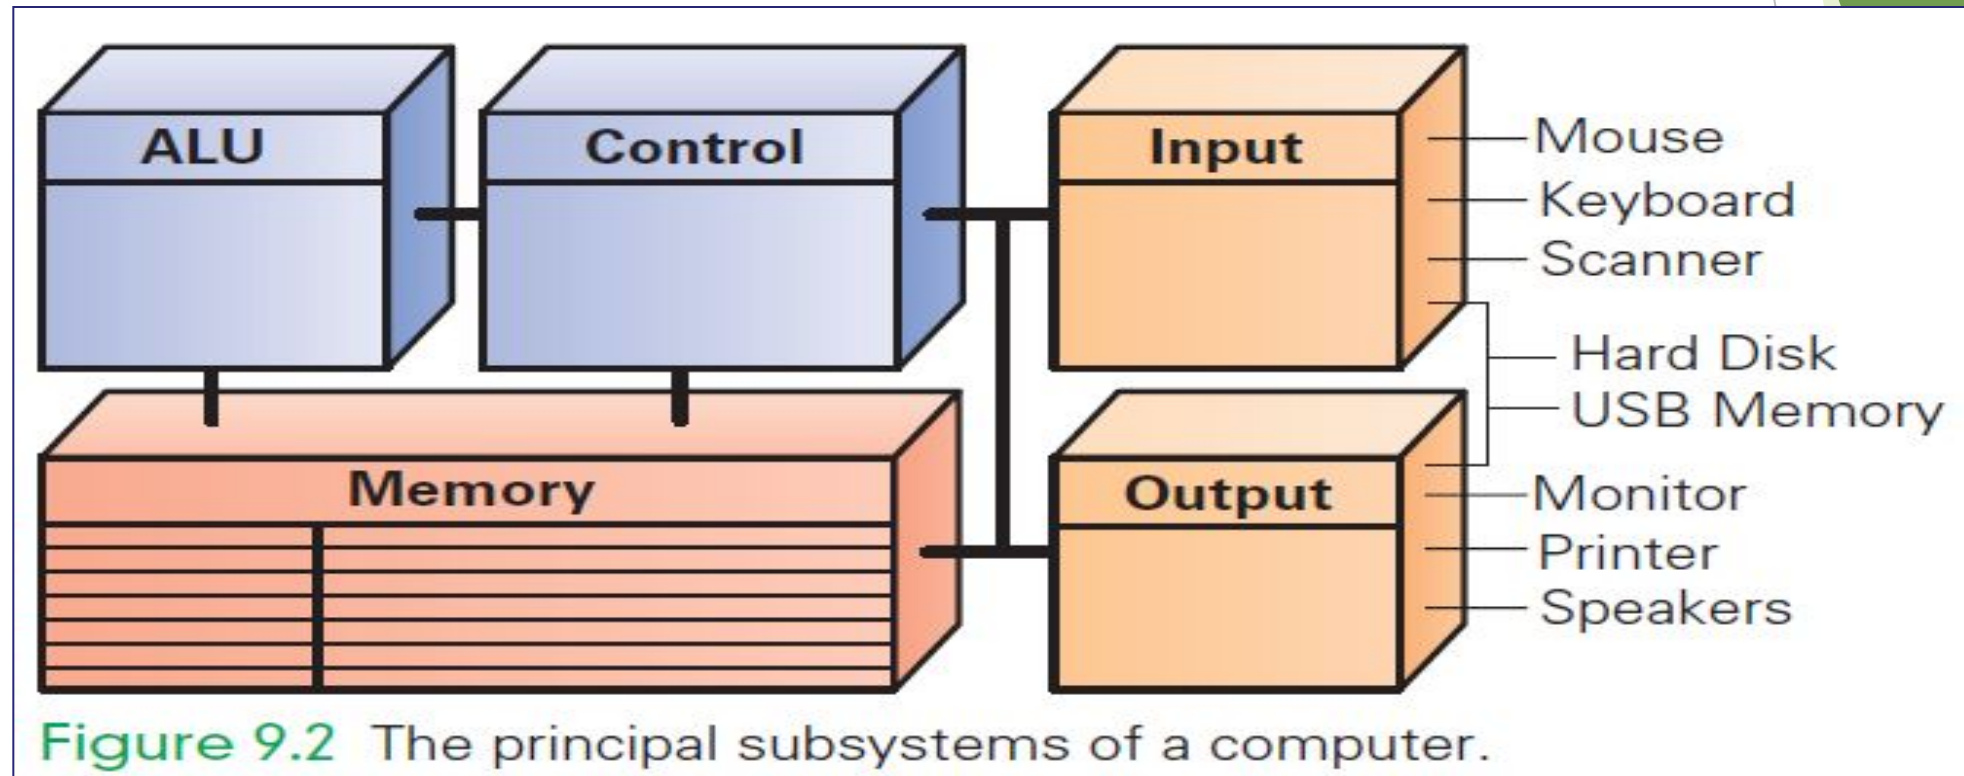 ALU
Control
Input
Mouse
Keyboard
Scanner
Hard Disk
USB Memory
Memory
Output
Monitor
Printer
Speakers
Figure 9.2 The principal subsystems of a computer.